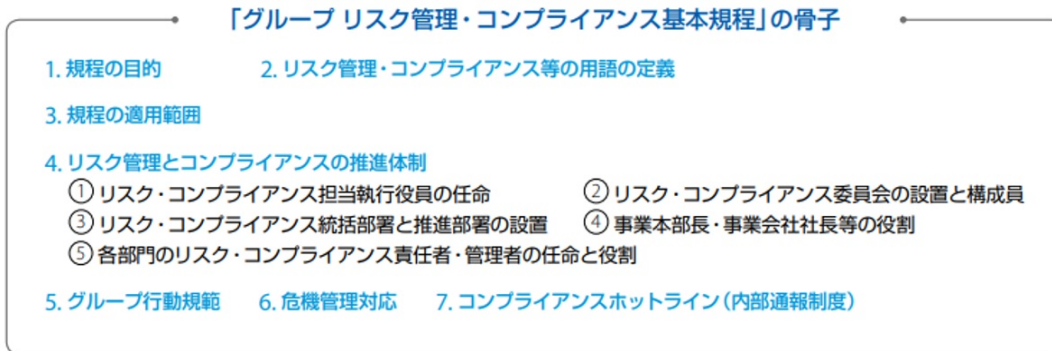 「グループ リスク管理・コンプライアンス基本規程」の骨子
1. 規程の目的 2. リスク管理・コンプライアンス等の用語の定義
3. 規程の適用範囲
4. リスク管理とコンプライアンスの推進体制
① リスク・コンプライアンス担当執行役員の任命 ② リスク・コンプライアンス委員会の設置と構成員
③ リスク・コンプライアンス統括部署と推進部署の設置 ④ 事業本部長・事業会社社長等の役割
⑤ 各部門のリスク・コンプライアンス責任者・管理者の任命と役割
5. グループ行動規範 6. 危機管理対応 7. コンプライアンスホットライン（内部通報制度）